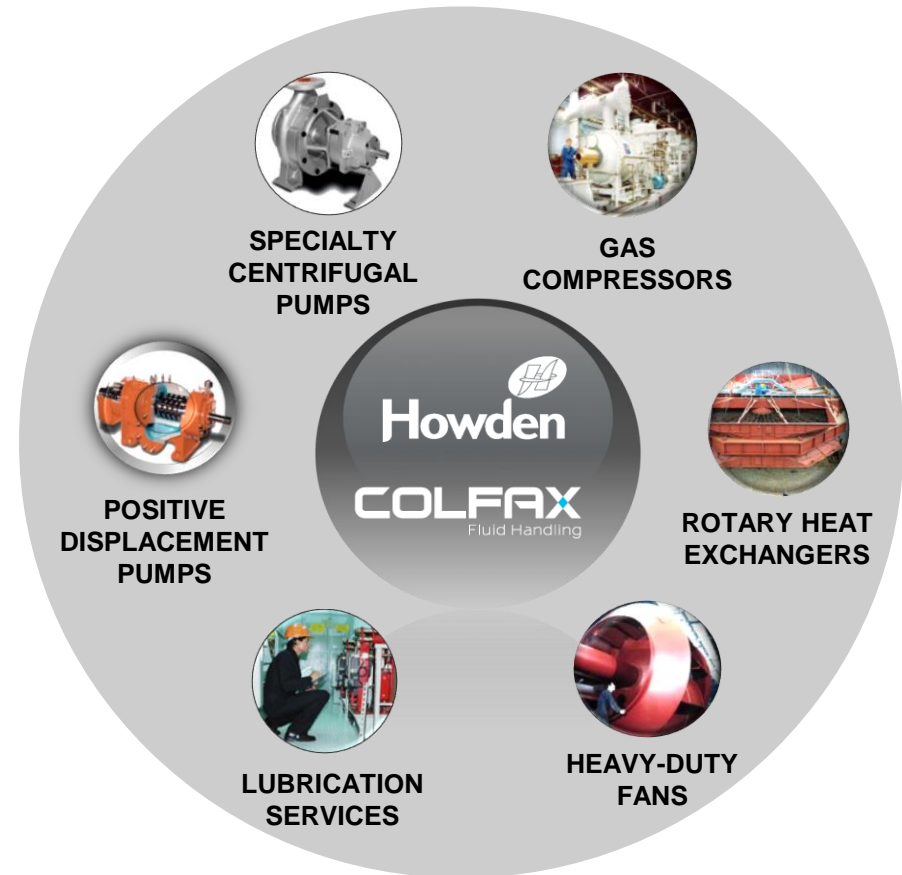 SPECIALTY
CENTRIFUGAL
PUMPS
GAS
COMPRESSORS
Howden
COLFAX
Fluid Handling
POSITIVE
DISPLACEMENT
PUMPS
ROTARY HEAT
EXCHANGERS
LUBRICATION
SERVICES
HEAVY-DUTY
FANS